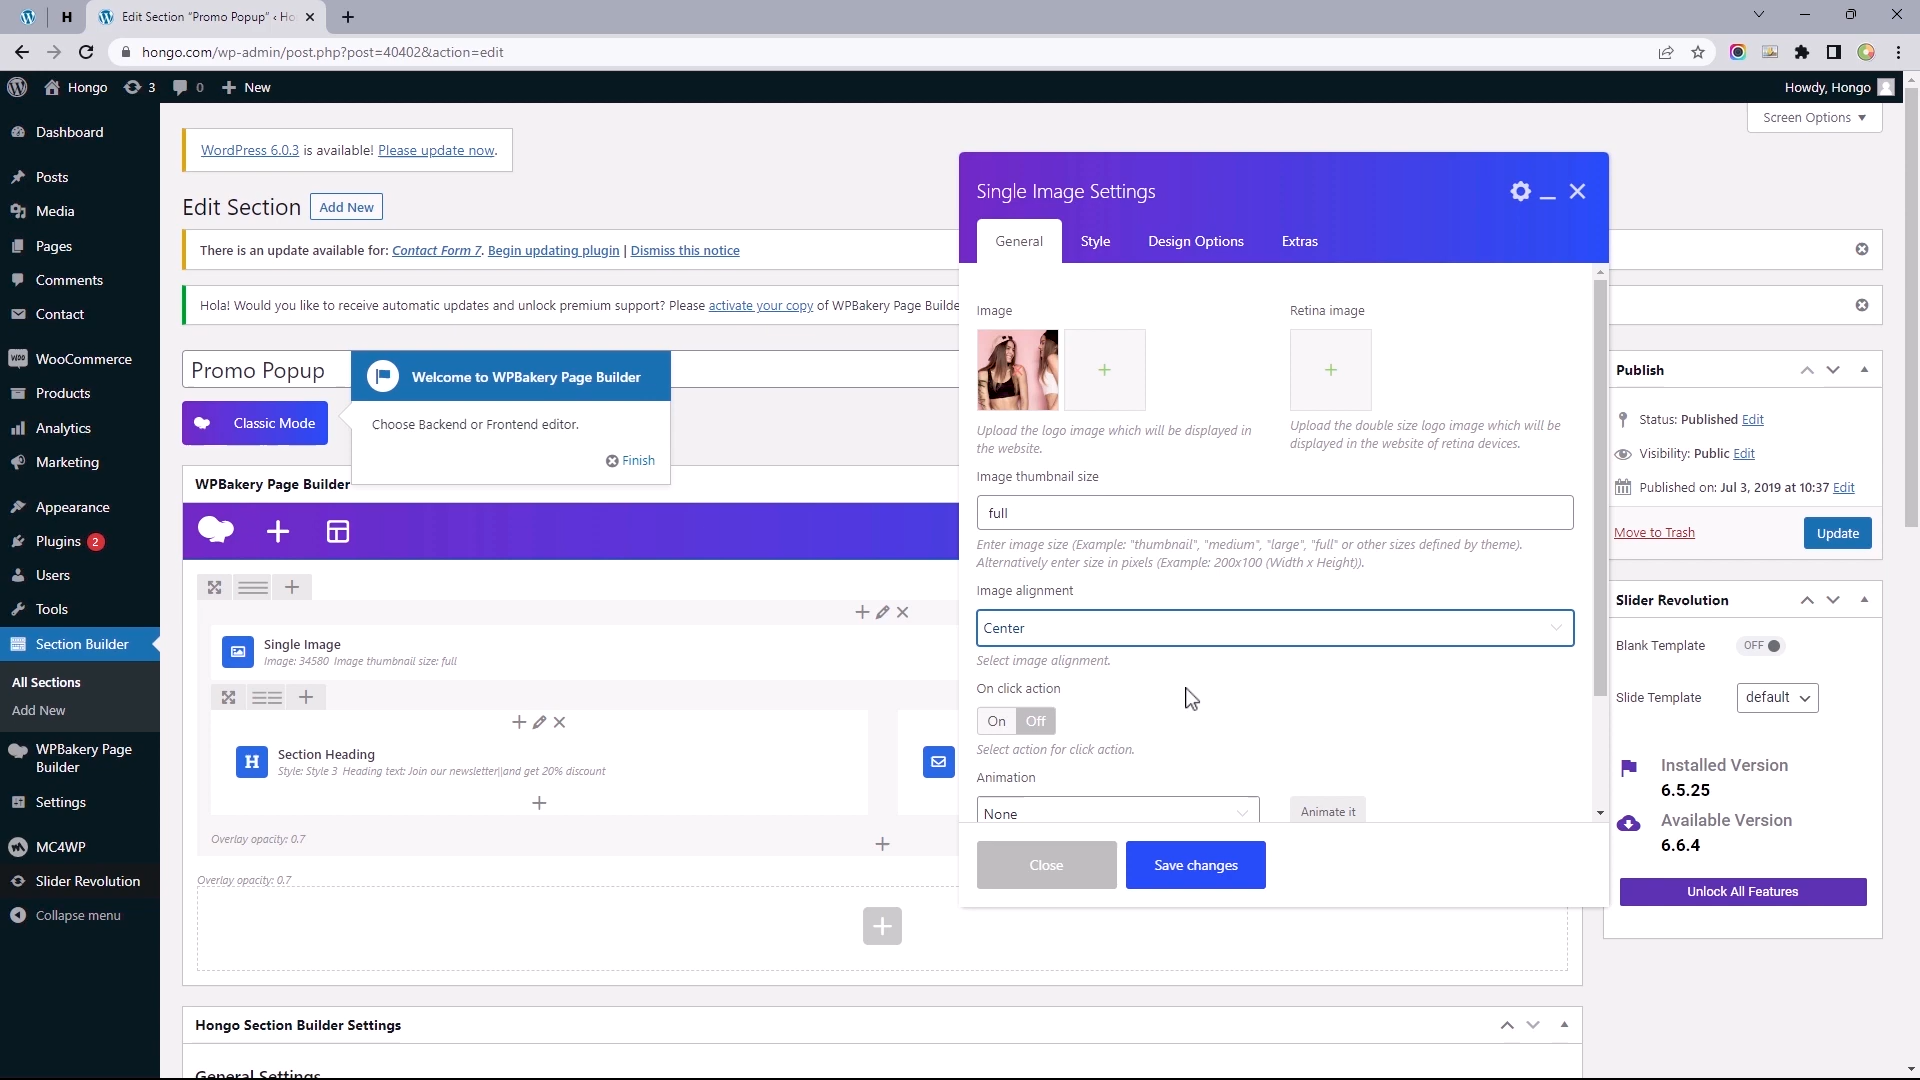 H
Edit Section "Promo Popup" ‹ Ho
hongo.com/wp-admin/post.php?post=40402&action=edit
Hongo
3
0
New
Howdy, Hongo
Screen Options
Dashboard
Posts
Media
Pages
Comments
Contact
WooCommerce
Products
Analytics
Marketing
Appearance
Plugins 2
Users
Tools
Section Builder
All Sections
Add New
WPBakery Page
Builder
Settings
MC4WP
Slider Revolution
Collapse menu
WordPress 6.0.3 is available! Please update now.
Edit Section
Add New
There is an update available for: Contact Form 7. Begin updating plugin | Dismiss this notice
Hola! Would you like to receive automatic updates and unlock premium support? Please activate your copy of WPBakery Page Builde
Promo Popup
Classic Mode
Welcome to WPBakery Page Builder
Choose Backend or Frontend editor.
Finish
WPBakery Page Builder
Single Image
Image: 34580 Image thumbnail size: full
H
Section Heading
Style: Style 3 Heading text: Join our newsletter||and get 20% discount
Overlay opacity: 0.7
Overlay opacity: 0.7
Hongo Section Builder Settings
General Settings
Single Image Settings
General
Style
Design Options
Extras
Image
Retina image
Upload the logo image which will be displayed in
the website.
Upload the double size logo image which will be
displayed in the website of retina devices.
Image thumbnail size
full
Enter image size (Example: "thumbnail", "medium", "large", "full" or other sizes defined by theme).
Alternatively enter size in pixels (Example: 200x100 (Width x Height)).
Image alignment
Center
Select image alignment.
On click action
On
Off
Select action for click action.
Animation
None
Animate it
Close
Save changes
Publish
Status: Published Edit
Visibility: Public Edit
Published on: Jul 3, 2019 at 10:37 Edit
Move to Trash
Update
Slider Revolution
Blank Template
OFF
Slide Template
default
Installed Version
6.5.25
Available Version
6.6.4
Unlock All Features